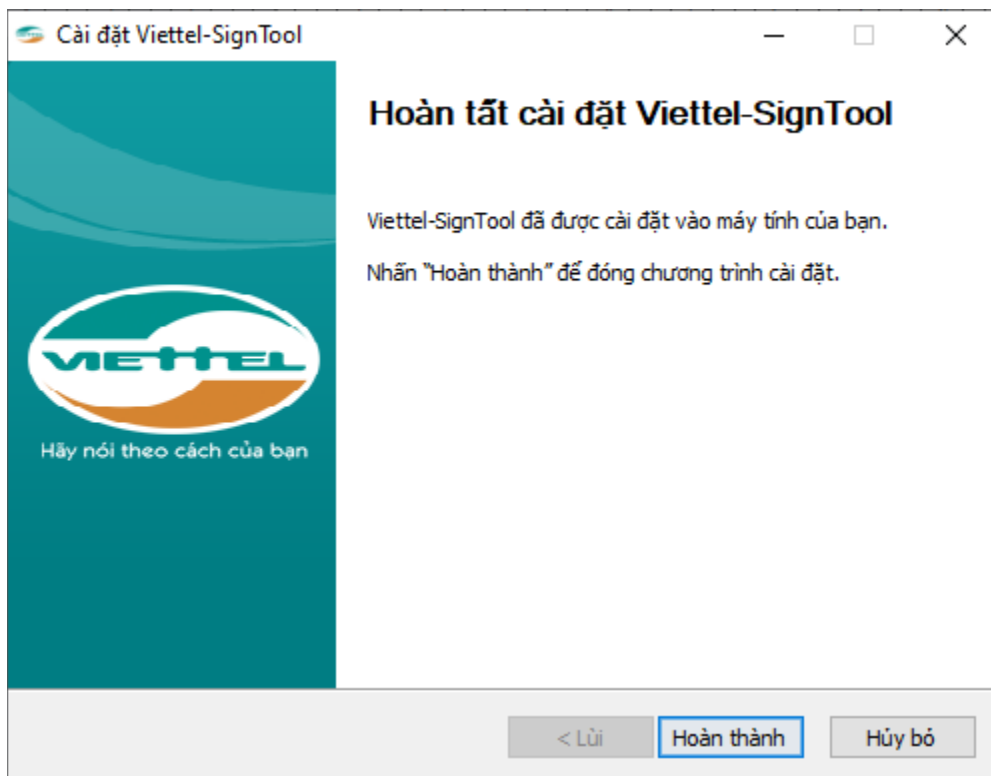 Cài đặt Viettel-SignTool
Hoàn tất cài đặt Viettel-SignTool
Viettel-SignTool đã được cài đặt vào máy tính của bạn.
Nhấn “Hoàn thành” để đóng chương trình cài đặt.
VIETTEL
Hãy nói theo cách của bạn
< Lùi
Hoàn thành
Hủy bỏ